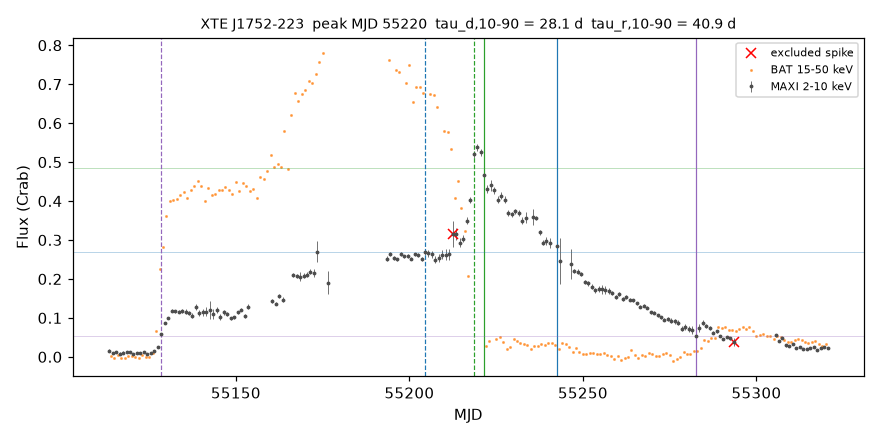 XTE J1752-223  peak MJD 55220  tau_d,10-90 = 28.1 d  tau_r,10-90 = 40.9 d
excluded spike
BAT 15-50 keV
MAXI 2-10 keV
0.8
0.7
0.6
0.5
0.4
0.3
0.2
0.1
0.0
Flux (Crab)
55150
55200
55250
55300
MJD